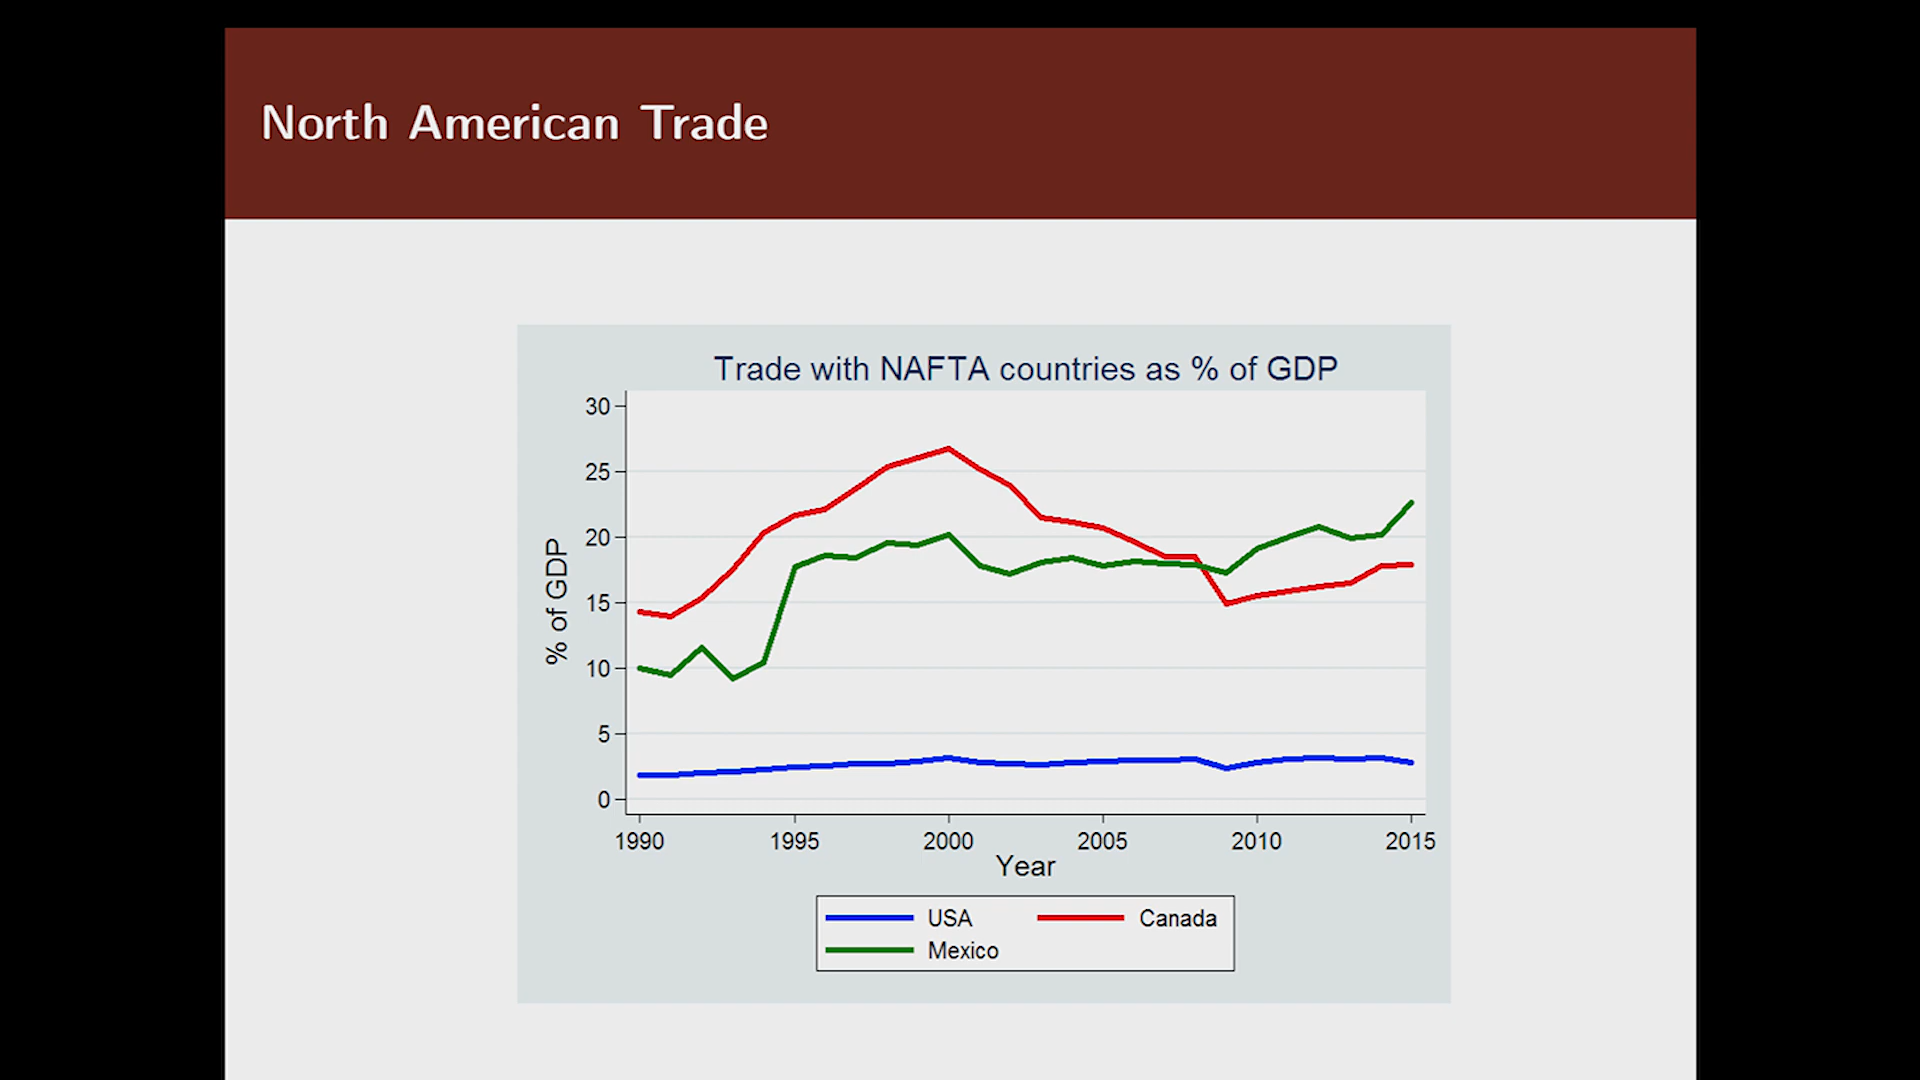 North American Trade
Trade with NAFTA countries as % of GDP
30
25
20
15
10
5
0
% of GDP
1990 1995 2000 2005 2010 2015
Year
USA Canada
Mexico